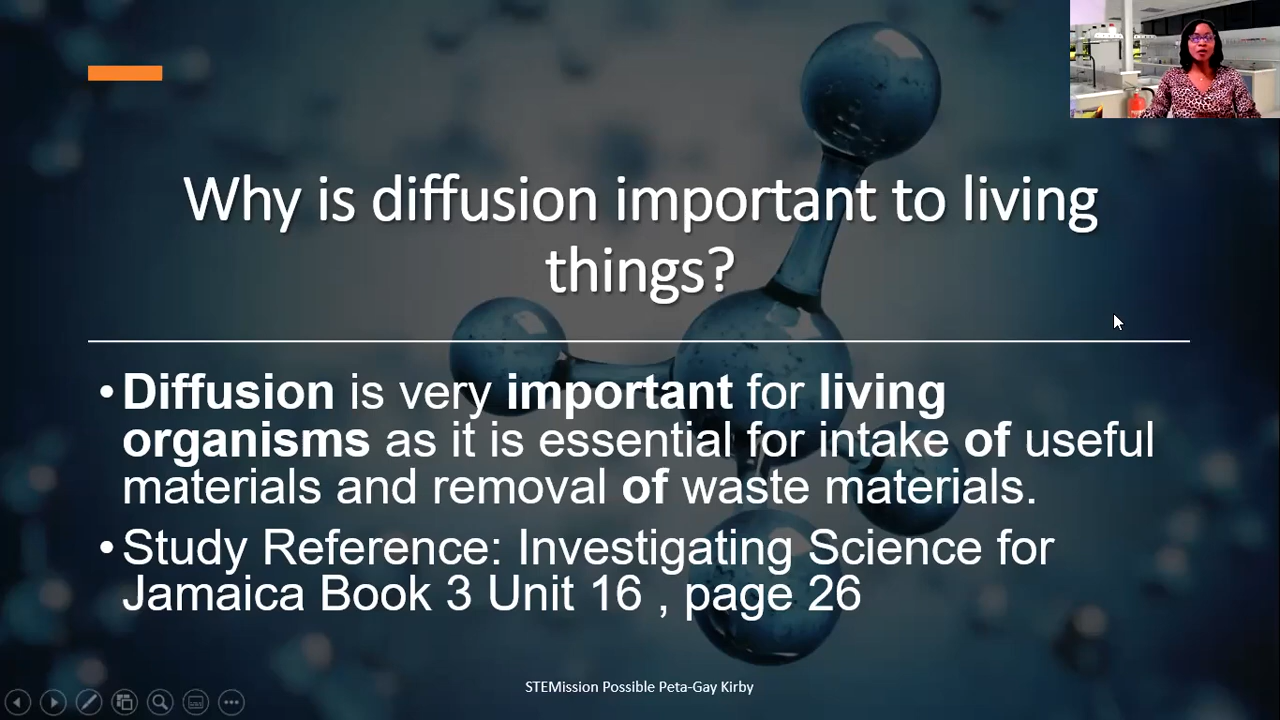 Why is diffusion important to living
things?
•Diffusion is very important for living
organisms as it is essential for intake of useful
materials and removal of waste materials.
•Study Reference: Investigating Science for
Jamaica Book 3 Unit 16 , page 26
STEMission Possible Peta-Gay Kirby